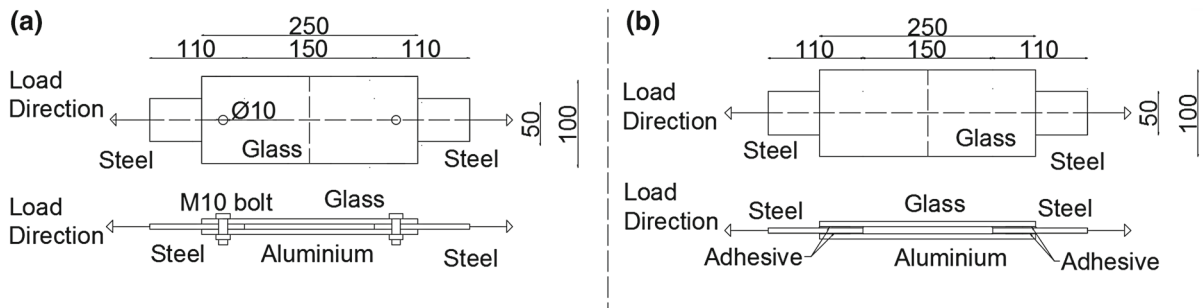 (a)
250
110 150 110
Load
Direction
Ø10
Glass
Steel
Steel
50
100
M10 bolt
Glass
Load
Direction
Steel
Aluminium
Steel
(b)
250
110 150 110
Load
Direction
Glass
Steel
Steel
50
100
Glass
Steel
Steel
Load
Direction
Adhesive
Aluminium
Adhesive